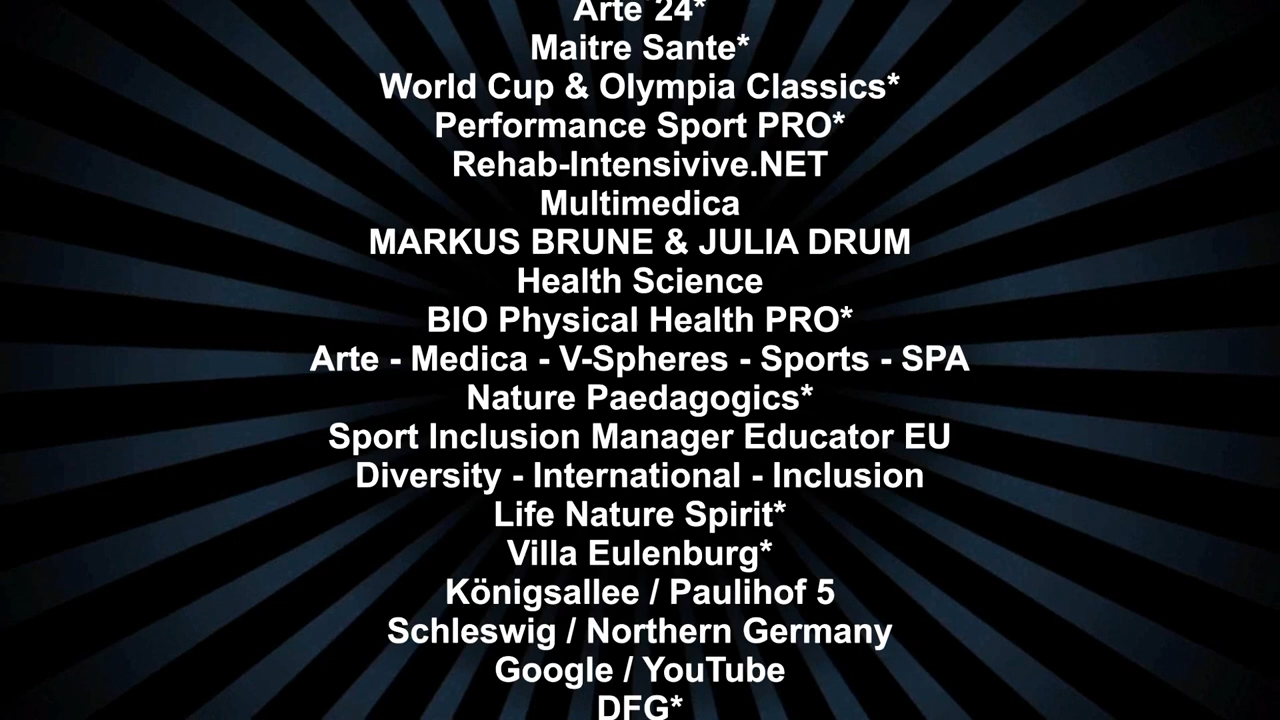 Arte 24*
Maitre Sante*
World Cup & Olympia Classics*
Performance Sport PRO*
Rehab-Intensivive.NET
Multimedica
MARKUS BRUNE & JULIA DRUM
Health Science
BIO Physical Health PRO*
Arte - Medica - V-Spheres - Sports - SPA
Nature Paedagogics*
Sport Inclusion Manager Educator EU
Diversity - International - Inclusion
Life Nature Spirit*
Villa Eulenburg*
Königsallee / Paulihof 5
Schleswig / Northern Germany
Google / YouTube
DFG*